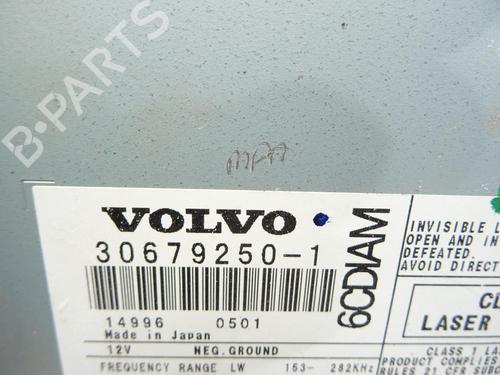 B-PARTS
VOLVO
30679250-1
6CDIAM
14996 0501
Made in Japan
12V NEG.GROUND
FREQUENCY RANGE LW 153- 282KHz
INVISIBLE
OPEN AND IN
DEFEATED.
AVOID DIRECT
LASER
CLASS 1 LA
PRODUCT COMPLIES
RULES 21 CFR SUB